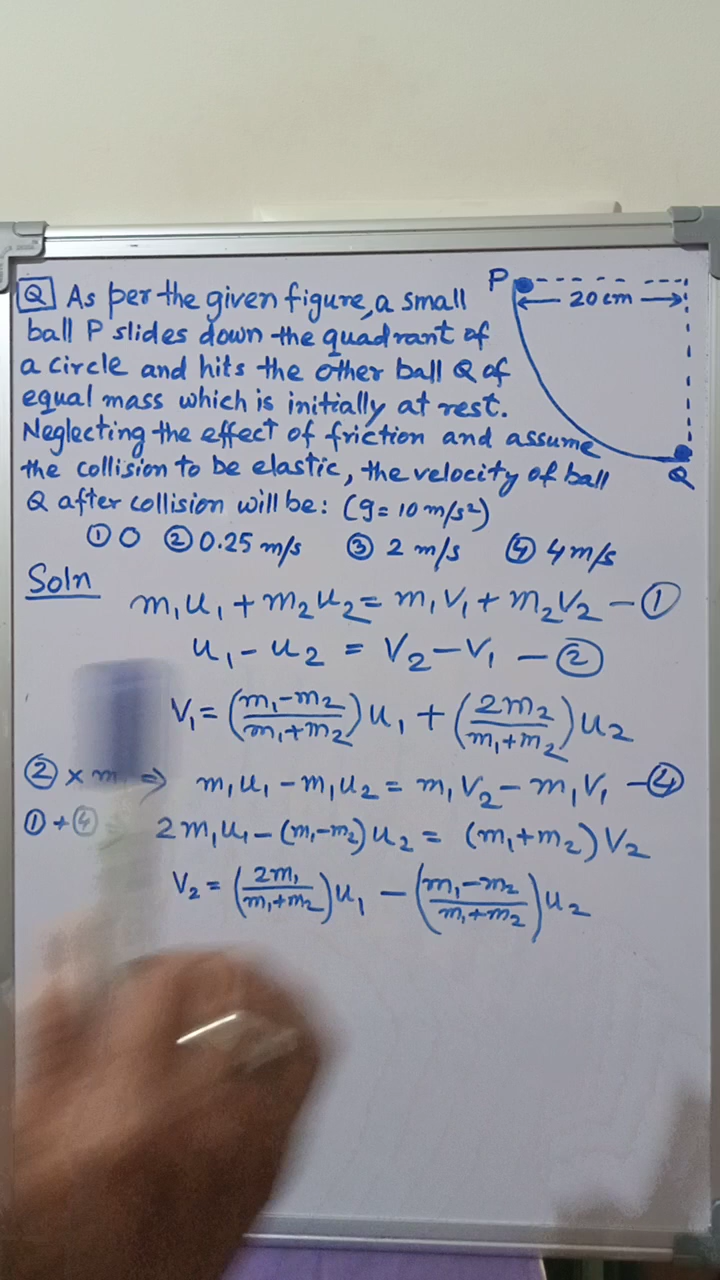 Q As per the given figure, a small
ball P slides down the quadrant of
a circle and hits the other ball Q of
equal mass which is initially at rest.
Neglecting the effect of friction and assume
the collision to be elastic, the velocity of ball
Q after collision will be: (g = 10 m/s²)
① 0 ② 0.25 m/s ③ 2 m/s ④ 4 m/s
P
20 cm
Q
Soln
m₁u₁ + m₂u₂ = m₁v₁ + m₂v₂ — ①
u₁ - u₂ = v₂ - v₁ — ②
v₁ = (m₁-m₂/m₁+m₂)u₁ + (2m₂/m₁+m₂)u₂
② × m ⇒ m₁u₁ - m₁u₂ = m₁v₂ - m₁v₁ — ④
① + ④ 2m₁u₁ - (m₁-m₂)u₂ = (m₁+m₂)v₂
v₂ = (2m₁/m₁+m₂)u₁ - (m₁-m₂/m₁+m₂)u₂